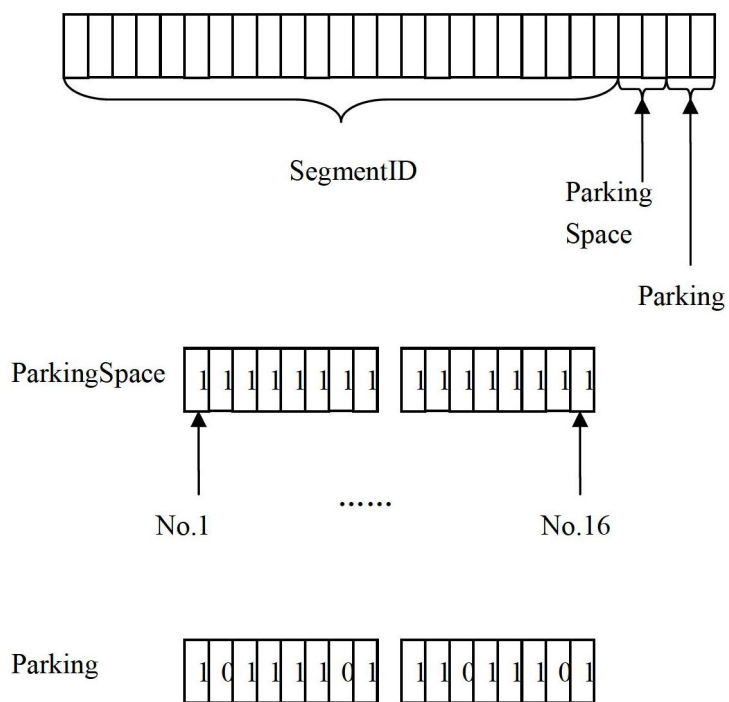 SegmentID
Parking
Space
Parking
ParkingSpace 1 1 1 1 1 1 1 1 1 1 1 1 1 1 1 1
......
No.1 No.16
Parking 1 0 1 1 1 1 0 1 1 1 0 1 1 1 0 1